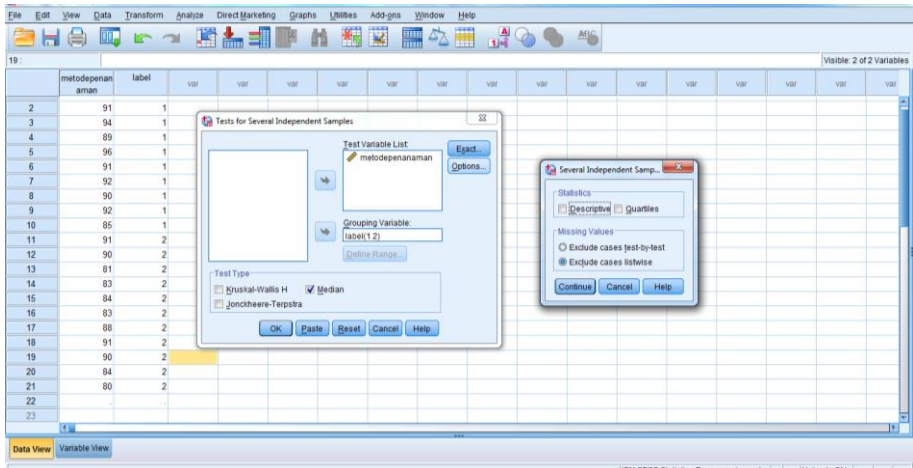 File Edit View Data Transform Analyze Direct Marketing Graphs Utilities Add-ons Window Help
19 :
Visible: 2 of 2 Variables
metodepenanaman label var var var var var var var var var var var var var
2 91 1
3 94 1
4 89 1
5 96 1
6 91 1
7 92 1
8 90 1
9 92 1
10 85 1
11 91 2
12 90 2
13 81 2
14 83 2
15 84 2
16 83 2
17 88 2
18 91 2
19 90 2
20 84 2
21 80 2
22 . .
23
Tests for Several Independent Samples
Test Variable List:
metodepenanaman
Exact...
Options...
Grouping Variable:
label(1 2)
Define Range...
Test Type
Kruskal-Wallis H Median
Jonckheere-Terpstra
OK Paste Reset Cancel Help
Several Independent Samp...
Statistics
Descriptive Quartiles
Missing Values
Exclude cases test-by-test
Exclude cases listwise
Continue Cancel Help
Data View Variable View